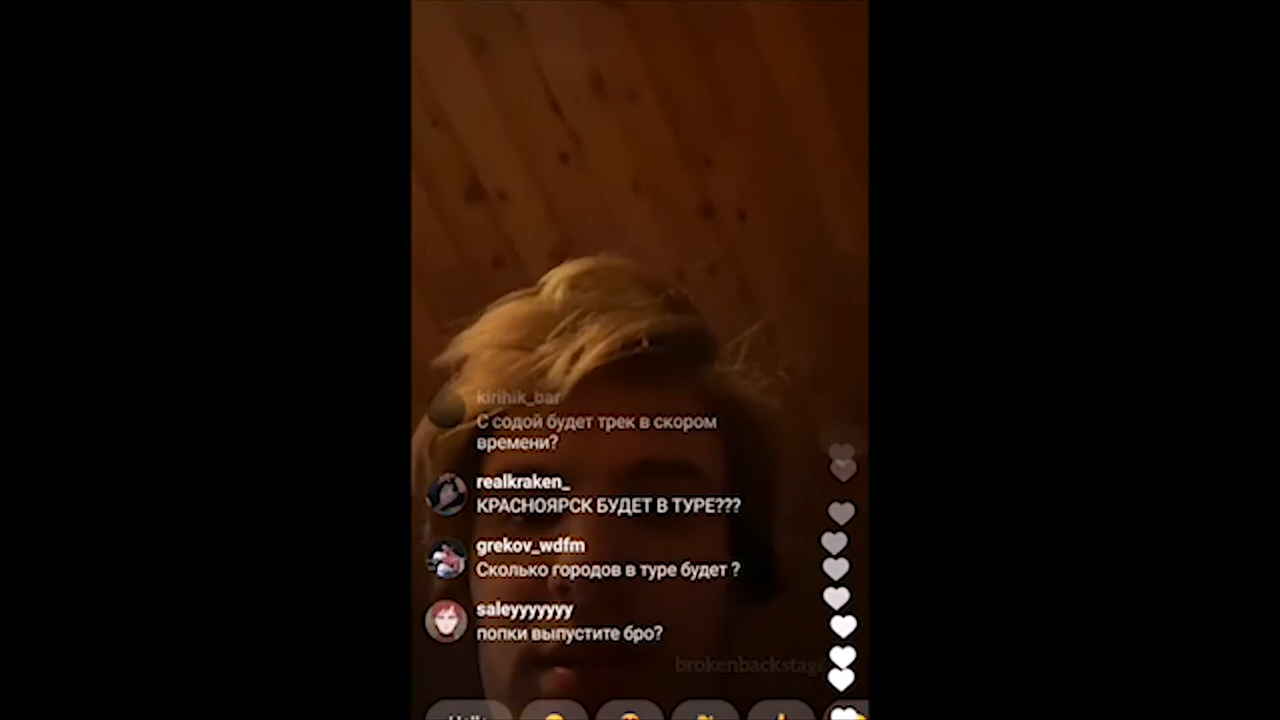 kirihik_bar
С содой будет трек в скором
времени?
realkraken_
КРАСНОЯРСК БУДЕТ В ТУРЕ???
grekov_wdfm
Сколько городов в туре будет ?
saleyyyyyyy
попки выпустите бро?
brokenbackstage